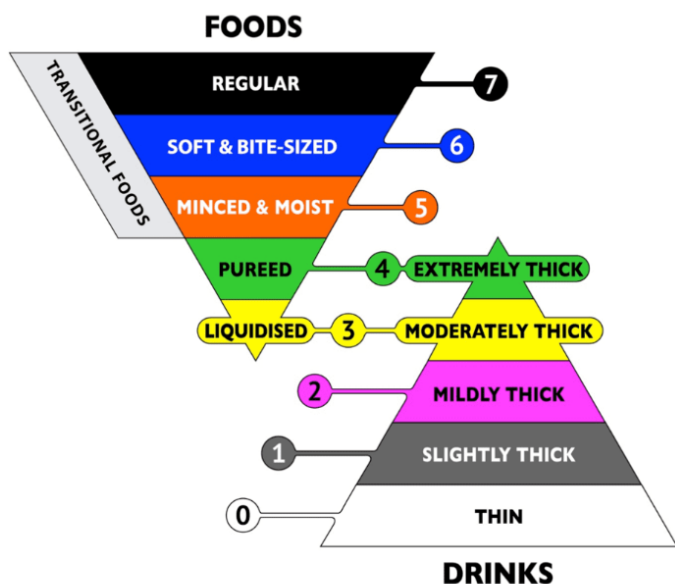 FOODS
TRANSITIONAL FOODS
REGULAR 7
SOFT & BITE-SIZED 6
MINCED & MOIST 5
PUREED 4 EXTREMELY THICK
LIQUIDISED 3 MODERATELY THICK
2 MILDLY THICK
1 SLIGHTLY THICK
0 THIN
DRINKS